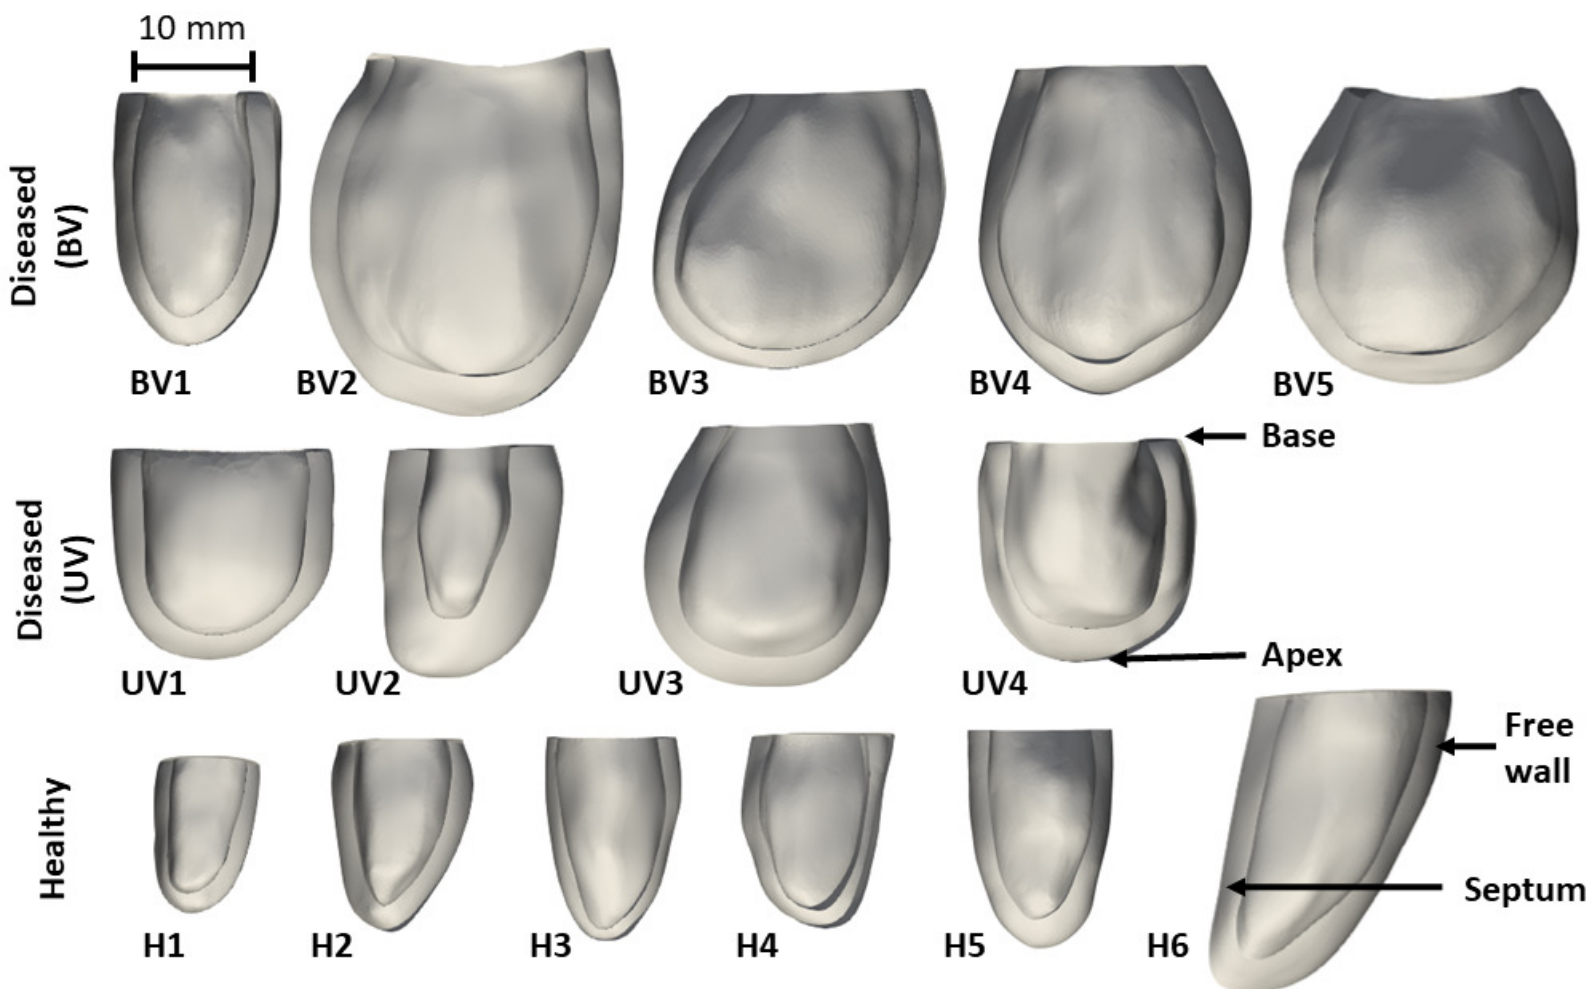 10 mm
Diseased
(BV)
BV1
BV2
BV3
BV4
BV5
Diseased
(UV)
Base
Apex
UV1
UV2
UV3
UV4
Healthy
Free
wall
Septum
H1
H2
H3
H4
H5
H6